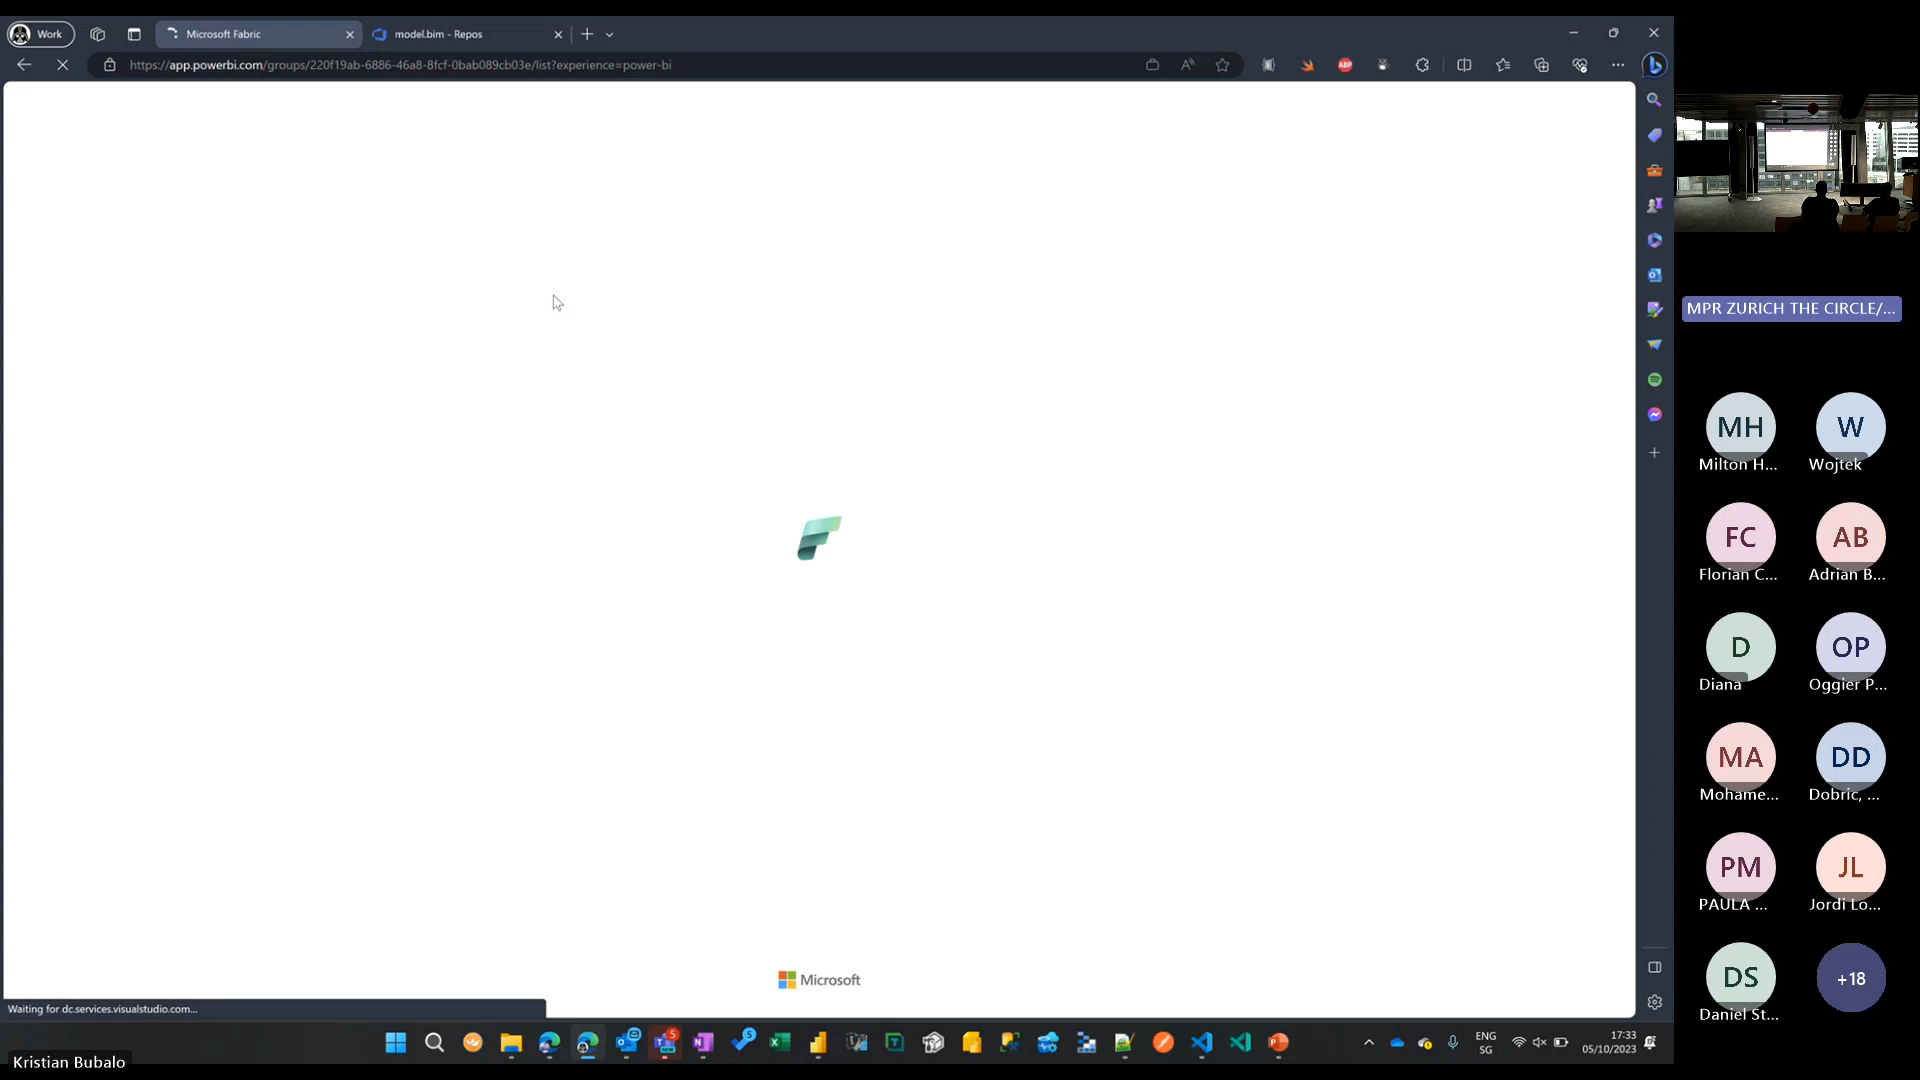 Work
Microsoft Fabric
model.bim - Repos
https://app.powerbi.com/groups/220f19ab-6886-46a8-8fcf-0bab089cb03e/list?experience=power-bi
ABP
MPR ZURICH THE CIRCLE/...
MH
Milton H...
W
Wojtek
FC
Florian C...
AB
Adrian B...
D
Diana
OP
Oggier P...
MA
Mohame...
DD
Dobric, ...
PM
PAULA ...
JL
Jordi Lo...
DS
Daniel St...
+18
Microsoft
Waiting for dc.services.visualstudio.com...
ENG
SG
17:33
05/10/2023
Kristian Bubalo